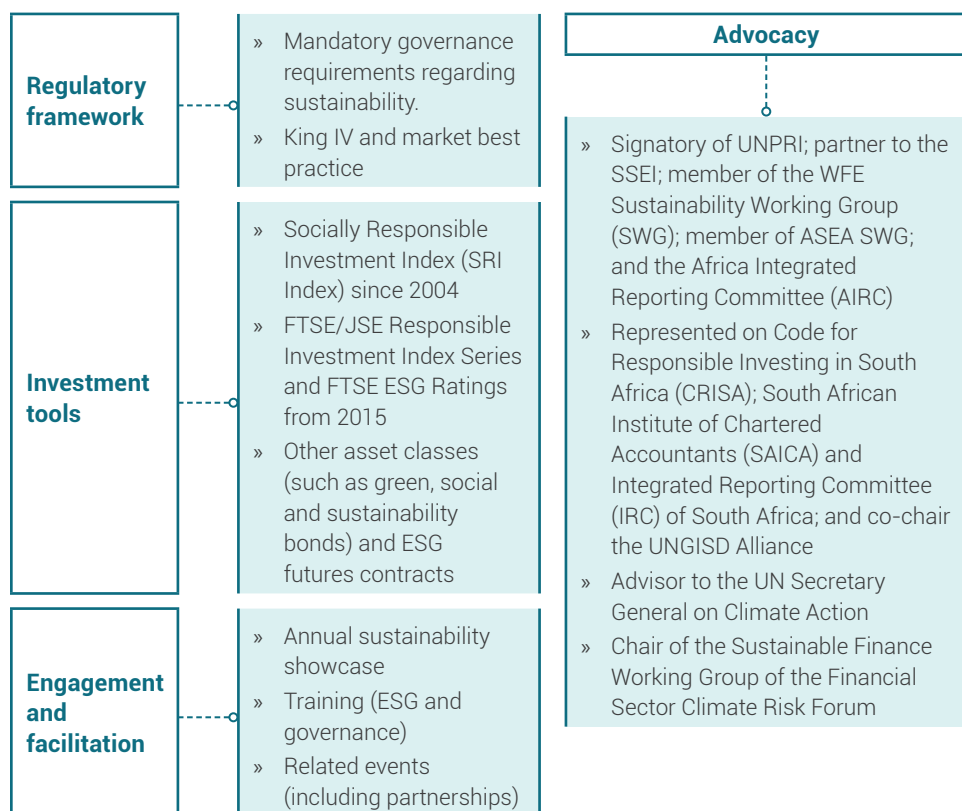 Regulatory
framework
» Mandatory governance
requirements regarding
sustainability.
» King IV and market best
practice
Investment
tools
» Socially Responsible
Investment Index (SRI
Index) since 2004
» FTSE/JSE Responsible
Investment Index Series
and FTSE ESG Ratings
from 2015
» Other asset classes
(such as green, social
and sustainability
bonds) and ESG
futures contracts
Engagement
and
facilitation
» Annual sustainability
showcase
» Training (ESG and
governance)
» Related events
(including partnerships)
Advocacy
» Signatory of UNPRI; partner to the
SSEI; member of the WFE
Sustainability Working Group
(SWG); member of ASEA SWG;
and the Africa Integrated
Reporting Committee (AIRC)
» Represented on Code for
Responsible Investing in South
Africa (CRISA); South African
Institute of Chartered
Accountants (SAICA) and
Integrated Reporting Committee
(IRC) of South Africa; and co-chair
the UNGISD Alliance
» Advisor to the UN Secretary
General on Climate Action
» Chair of the Sustainable Finance
Working Group of the Financial
Sector Climate Risk Forum